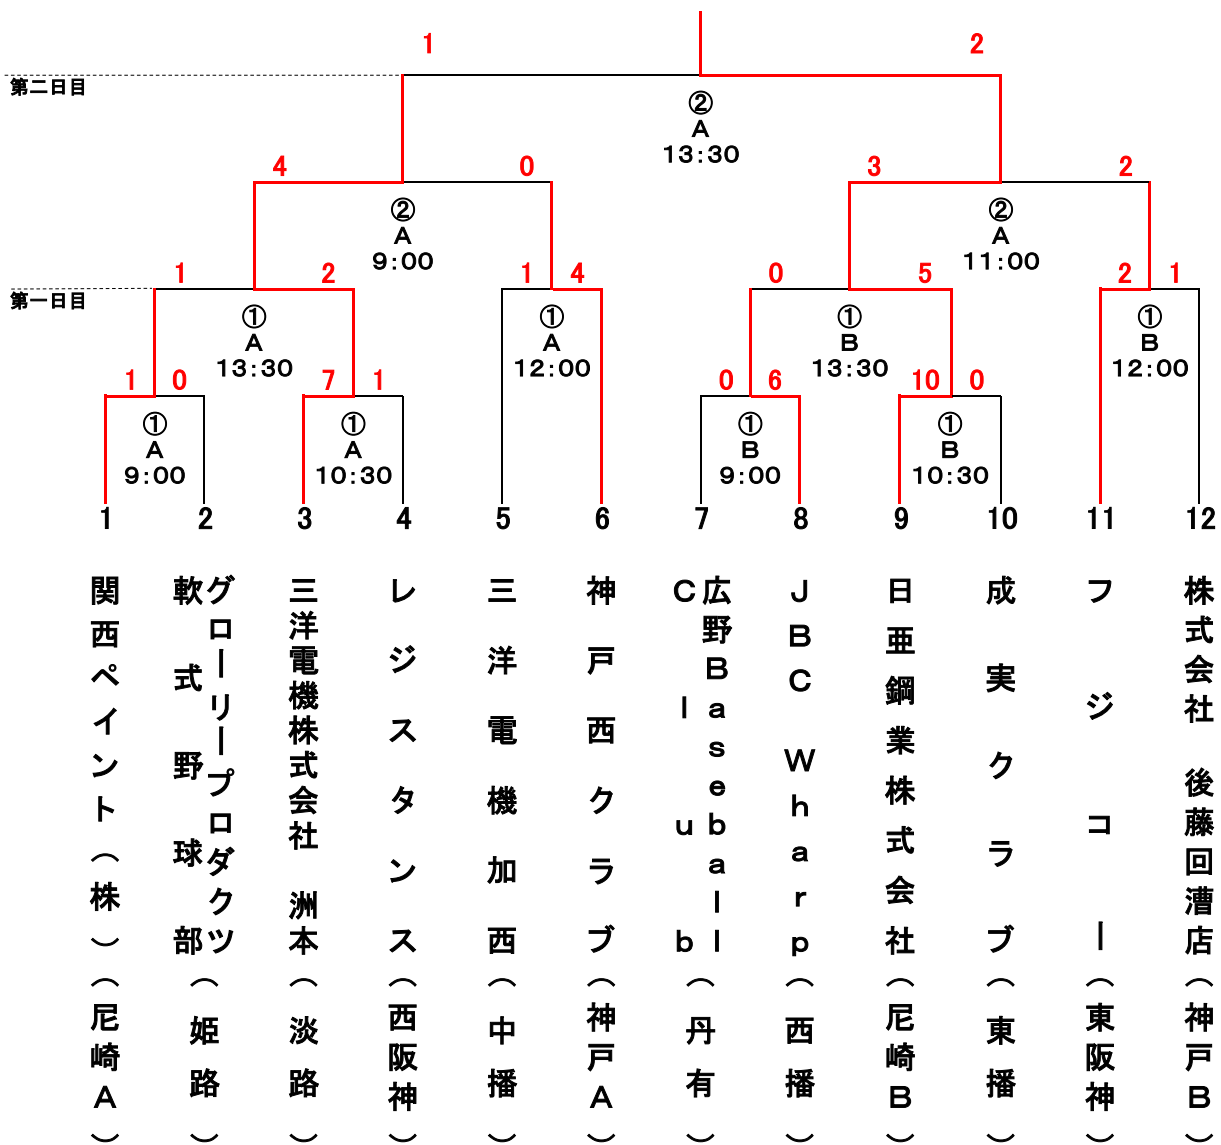 1 2
第二日目
②
A
13:30
4 0 3 2
② ②
A A
9:00 11:00
1 2 1 4 0 5 2 1
第一日目
① ① ① ①
A A B B
13:30 12:00 13:30 12:00
1 0 7 1 0 6 10 0
① ① ① ①
A A B B
9:00 10:30 9:00 10:30
1 2 3 4 5 6 7 8 9 10 11 12
関西ペイント(株)(尼崎A)
グローリープロダクツ
軟式野球部(姫路)
三洋電機株式会社 洲本(淡路)
レジスタンス(西阪神)
三洋電機加西(中播)
神戸西クラブ(神戸A)
広野Baseball
Club(丹有)
JBC Wharp(西播)
日亜鋼業株式会社(尼崎B)
成実クラブ(東播)
フジコー(東阪神)
株式会社 後藤回漕店(神戸B)